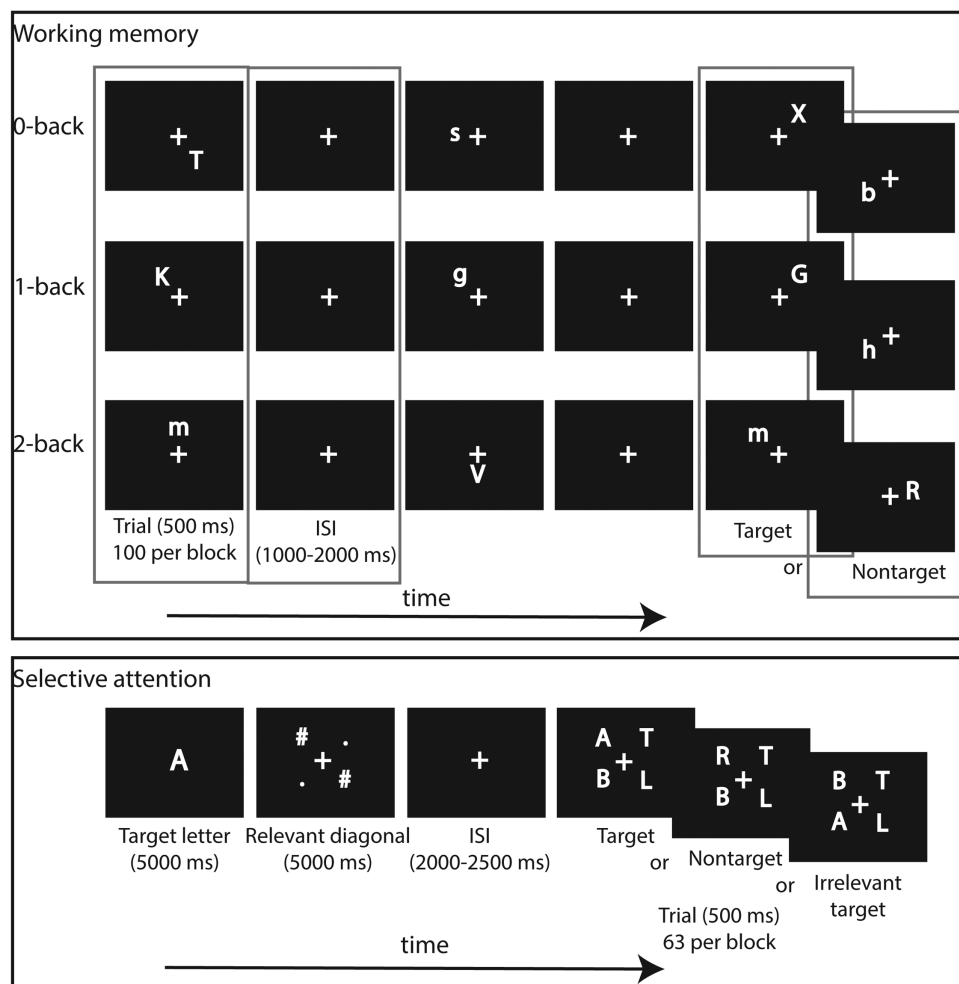 Working memory
0-back
T
+
+
s +
+
X
+
b +
1-back
K
+
+
g
+
+
G
+
h +
2-back
m
+
+
+
V
+
m
+
+ R
Trial (500 ms)
100 per block
ISI
(1000-2000 ms)
Target
or
Nontarget
time
Selective attention
A
# .
+
. #
+
A T
+
B L
R T
+
B L
B T
+
A L
Target letter
(5000 ms)
Relevant diagonal
(5000 ms)
ISI
(2000-2500 ms)
Target
or
Nontarget
or
Irrelevant
target
Trial (500 ms)
63 per block
time